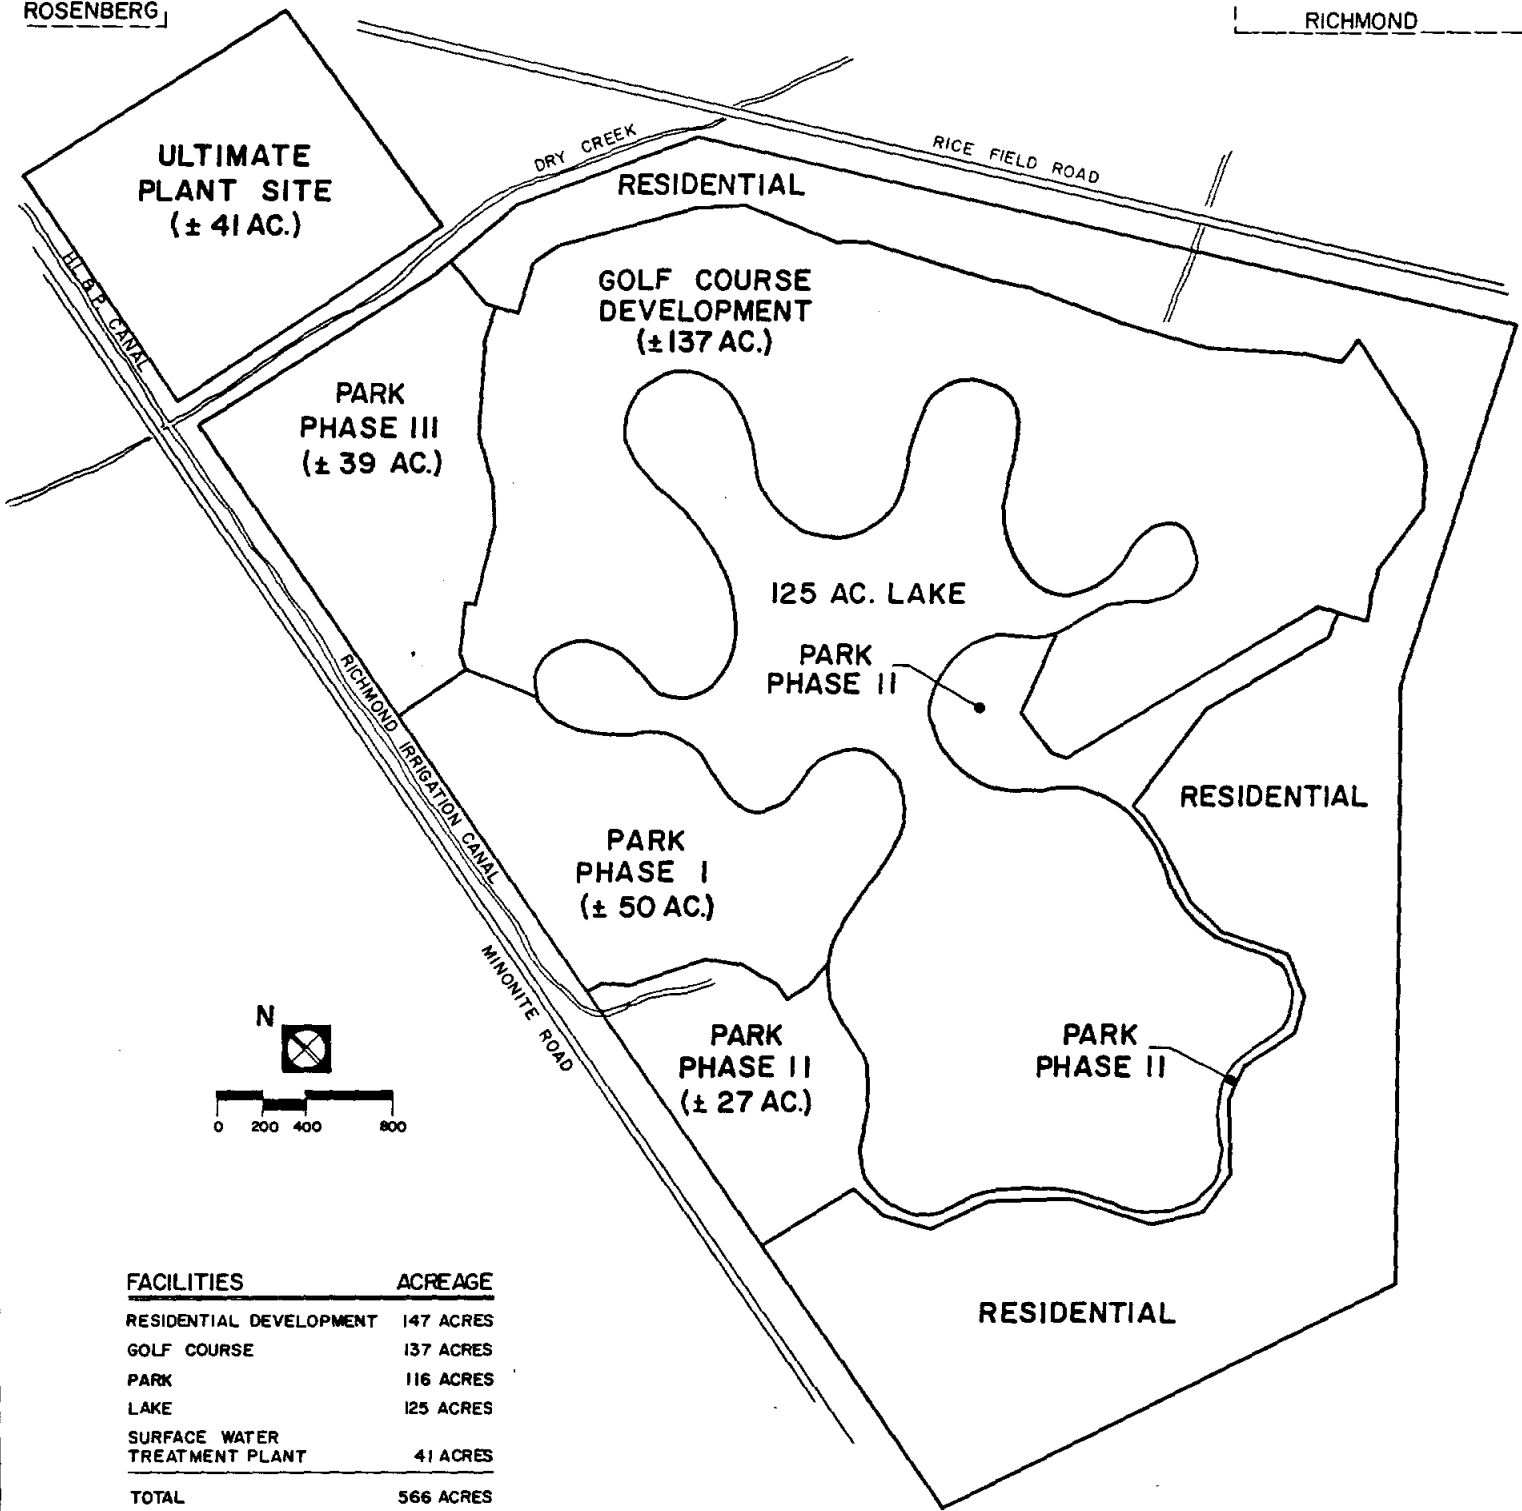 ROSENBERG
RICHMOND
ULTIMATE
PLANT SITE
(± 41 AC.)
DRY CREEK
RICE FIELD ROAD
RESIDENTIAL
H.L.&P. CANAL
GOLF COURSE
DEVELOPMENT
(±137 AC.)
PARK
PHASE III
(± 39 AC.)
125 AC. LAKE
PARK
PHASE II
RICHMOND IRRIGATION CANAL
RESIDENTIAL
PARK
PHASE I
(± 50 AC.)
MINONITE ROAD
N
PARK
PHASE II
(± 27 AC.)
PARK
PHASE II
0 200 400 800
FACILITIES ACREAGE
RESIDENTIAL DEVELOPMENT 147 ACRES
GOLF COURSE 137 ACRES
PARK 116 ACRES
LAKE 125 ACRES
SURFACE WATER
TREATMENT PLANT 41 ACRES
TOTAL 566 ACRES
RESIDENTIAL